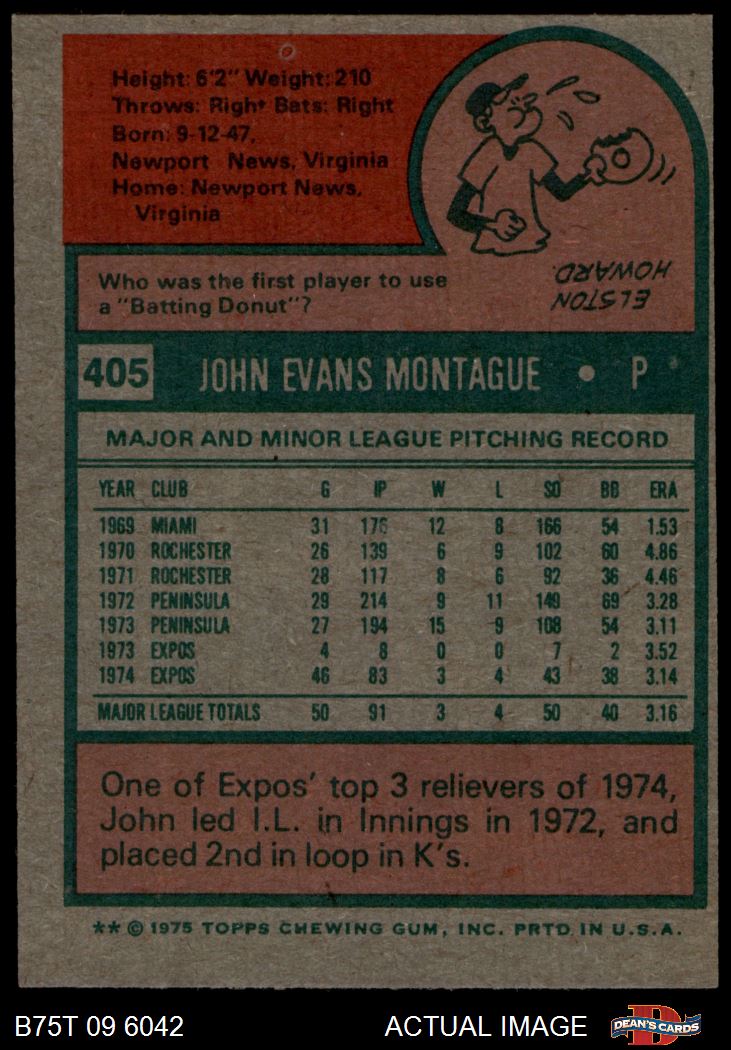 Height: 6'2" Weight: 210
Throws: Right Bats: Right
Born: 9-12-47,
Newport News, Virginia
Home: Newport News,
Virginia
Who was the first player to use
a "Batting Donut"?
ELSTON
HOWARD
405 JOHN EVANS MONTAGUE • P
MAJOR AND MINOR LEAGUE PITCHING RECORD
YEAR CLUB G IP W L SO BB ERA
1969 MIAMI 31 176 12 8 166 54 1.53
1970 ROCHESTER 26 139 6 9 102 60 4.86
1971 ROCHESTER 28 117 8 6 92 36 4.46
1972 PENINSULA 29 214 9 11 149 69 3.28
1973 PENINSULA 27 194 15 9 108 54 3.11
1973 EXPOS 4 8 0 0 7 2 3.52
1974 EXPOS 46 83 3 4 43 38 3.14
MAJOR LEAGUE TOTALS 50 91 3 4 50 40 3.16
One of Expos' top 3 relievers of 1974,
John led I.L. in Innings in 1972, and
placed 2nd in loop in K's.
** © 1975 TOPPS CHEWING GUM, INC. PRTD. IN U.S.A.
B75T 09 6042 ACTUAL IMAGE DEAN'S CARDS